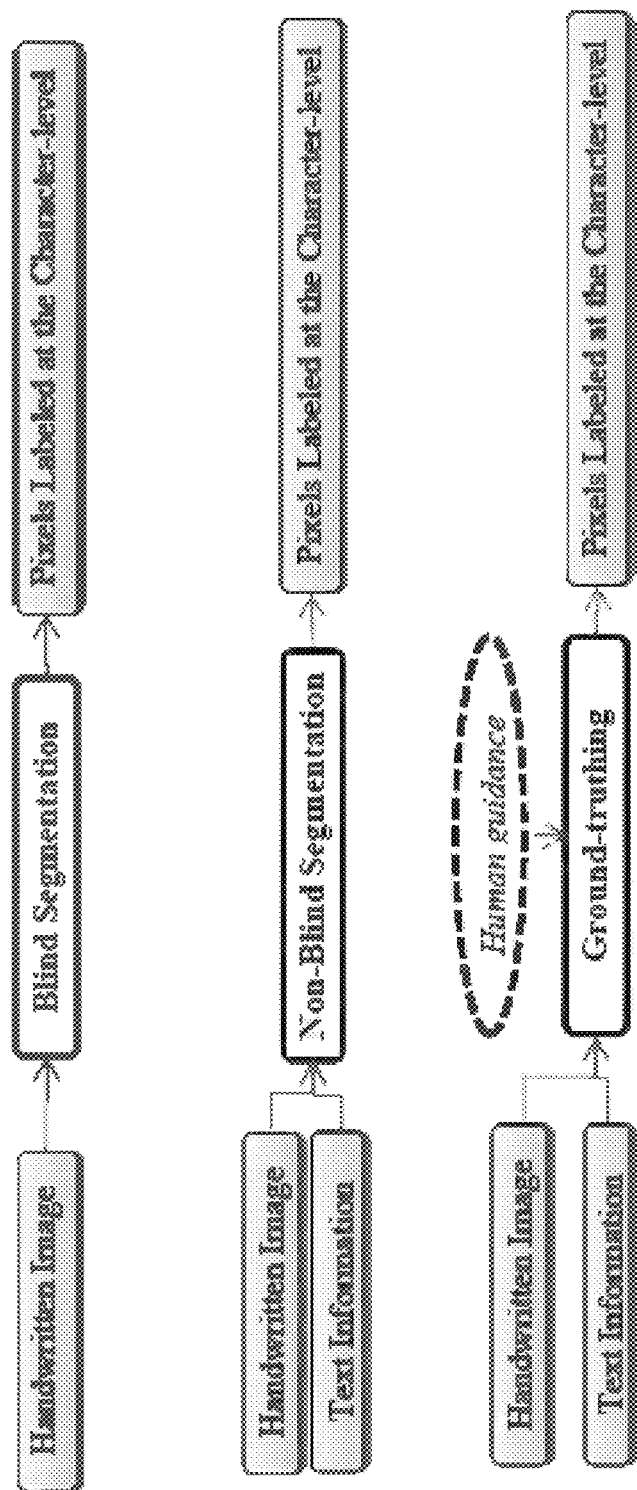 Handwritten Image
Blind Segmentation
Pixels Labeled at the Character-level
Handwritten Image
Text Information
Non-Blind Segmentation
Pixels Labeled at the Character-level
Handwritten Image
Text Information
Human guidance
Ground-truthing
Pixels Labeled at the Character-level